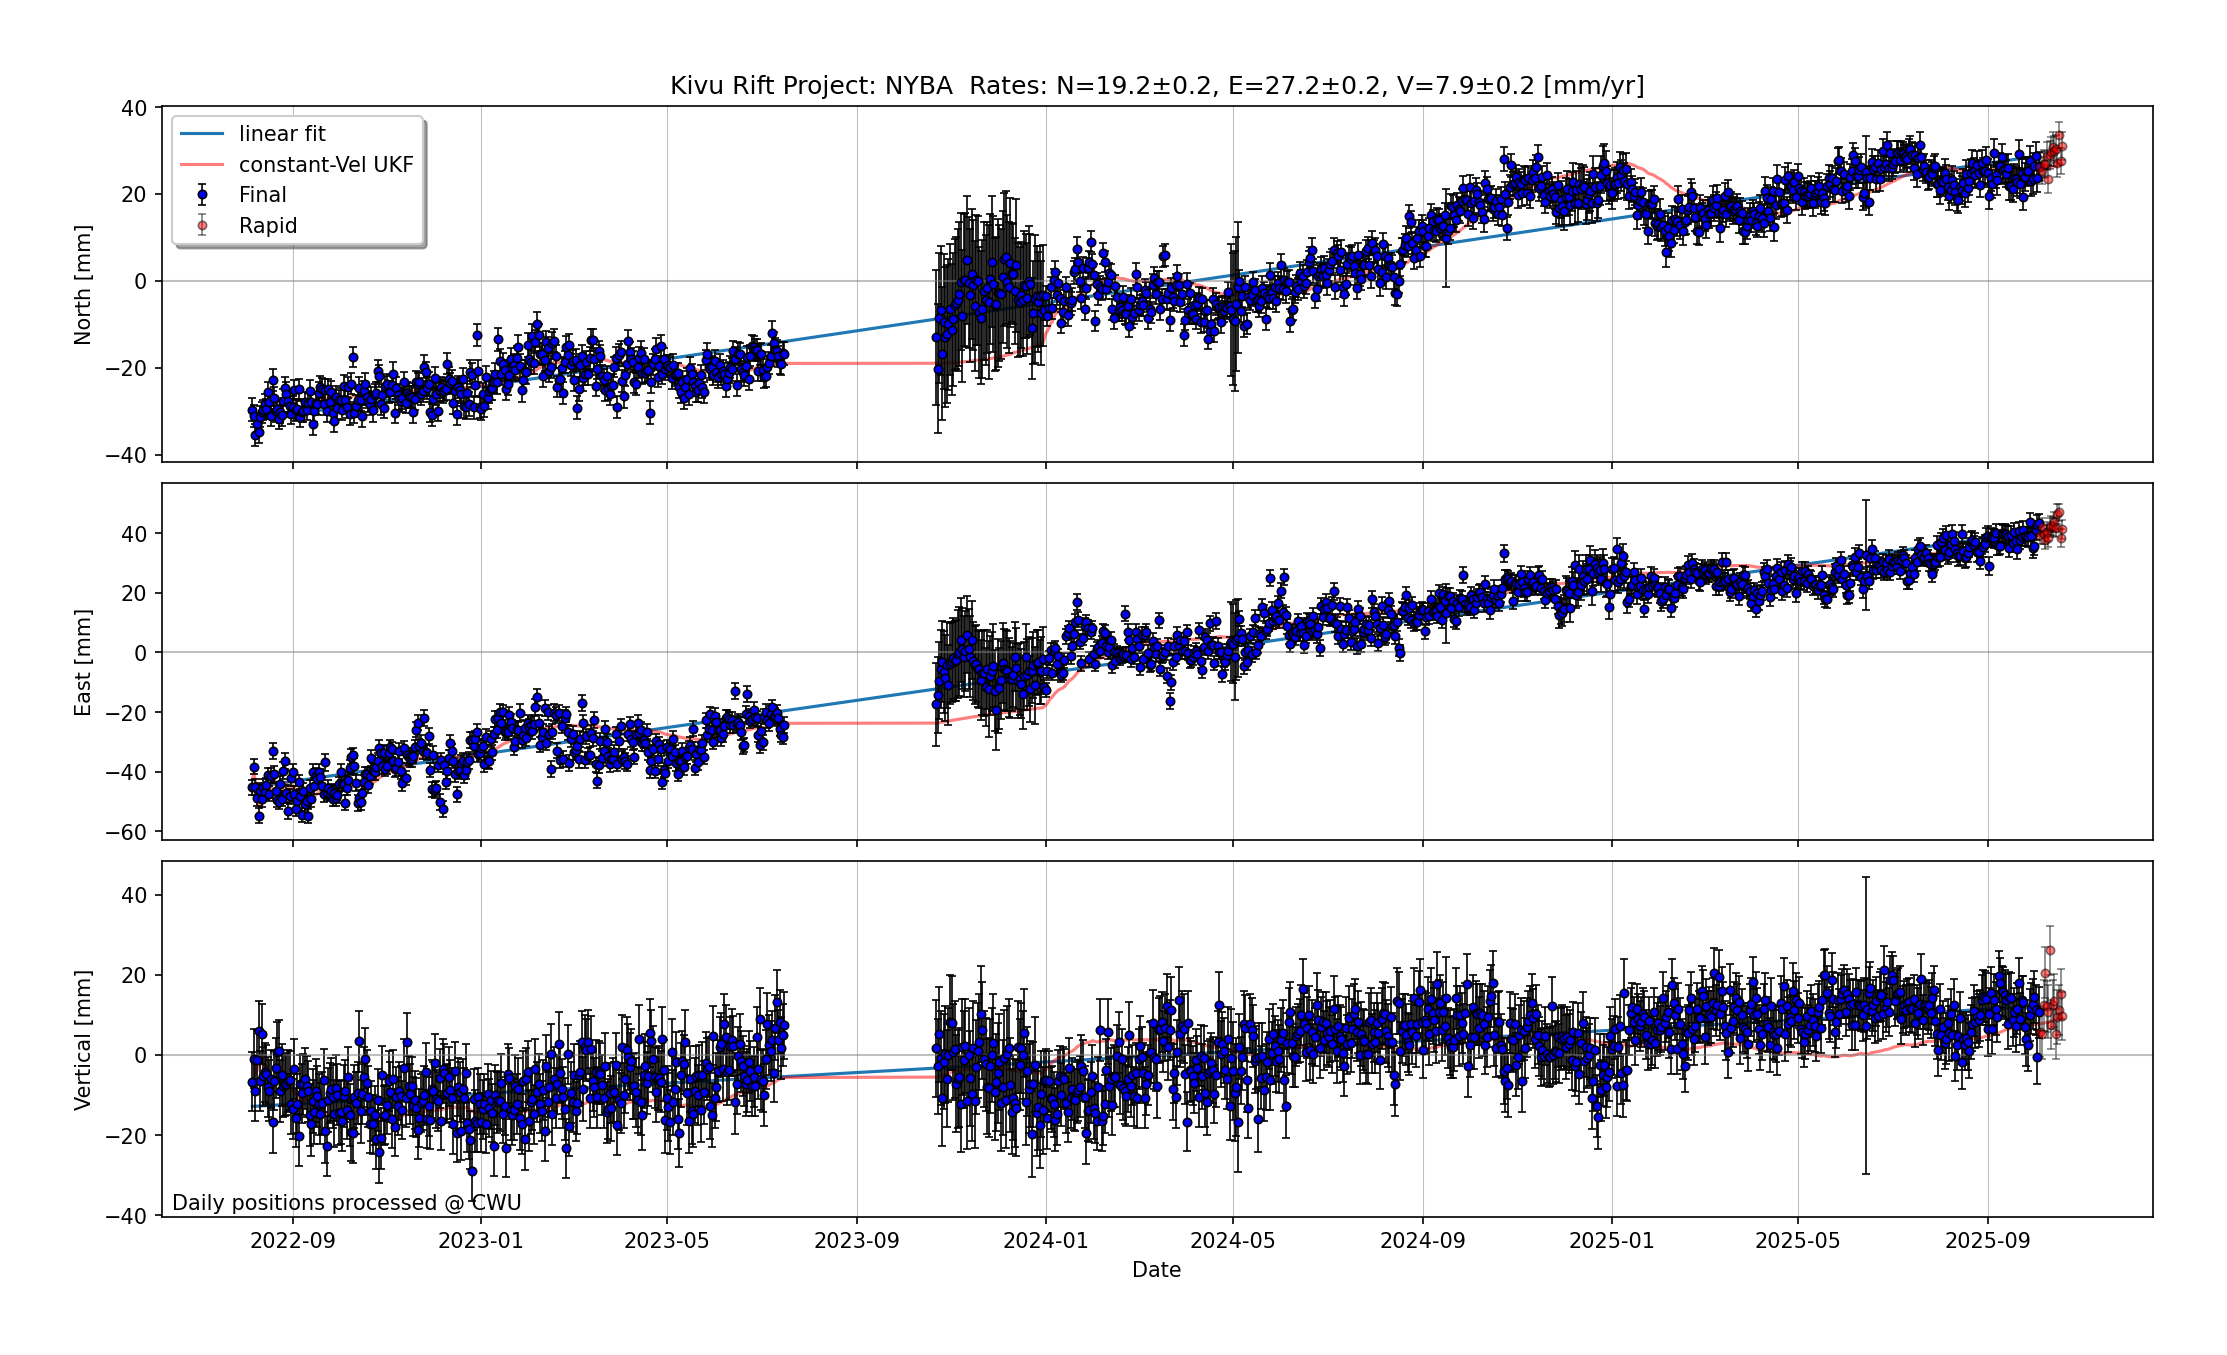 Kivu Rift Project: NYBA  Rates: N=19.2±0.2, E=27.2±0.2, V=7.9±0.2 [mm/yr]
linear fit
constant-Vel UKF
Final
Rapid
North [mm]
40
20
0
−20
−40
East [mm]
40
20
0
−20
−40
−60
Vertical [mm]
40
20
0
−20
−40
Daily positions processed @ CWU
2022-09 2023-01 2023-05 2023-09 2024-01 2024-05 2024-09 2025-01 2025-05 2025-09
Date